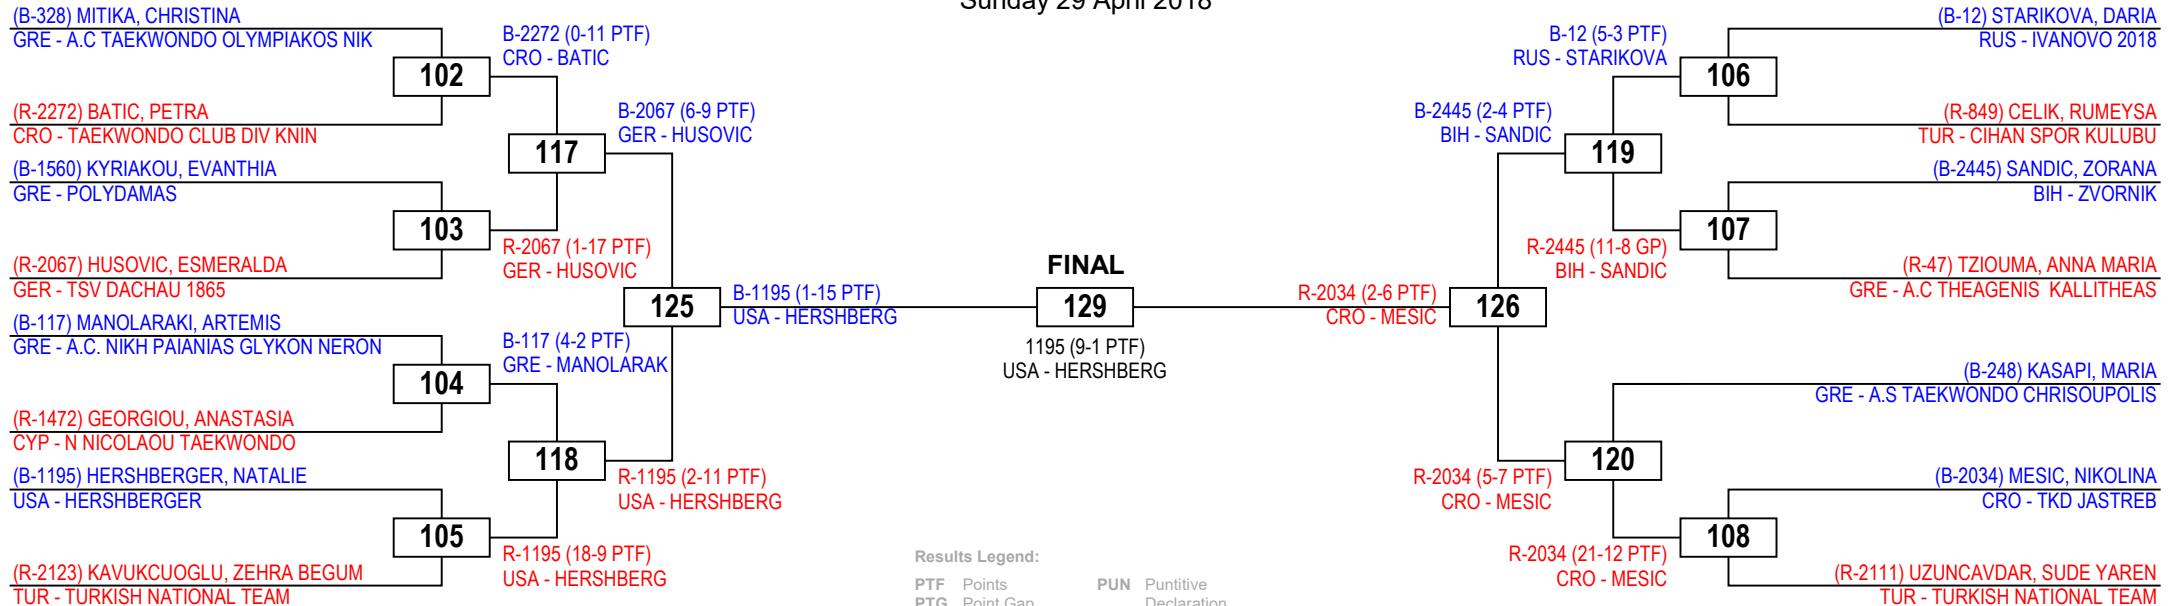 Sunday 29 April 2018
(B-328) MITIKA, CHRISTINA
GRE - A.C TAEKWONDO OLYMPIAKOS NIK
(R-2272) BATIC, PETRA
CRO - TAEKWONDO CLUB DIV KNIN
(B-1560) KYRIAKOU, EVANTHIA
GRE - POLYDAMAS
(R-2067) HUSOVIC, ESMERALDA
GER - TSV DACHAU 1865
(B-117) MANOLARAKI, ARTEMIS
GRE - A.C. NIKH PAIANIAS GLYKON NERON
(R-1472) GEORGIOU, ANASTASIA
CYP - N NICOLAOU TAEKWONDO
(B-1195) HERSHBERGER, NATALIE
USA - HERSHBERGER
(R-2123) KAVUKCUOGLU, ZEHRA BEGUM
TUR - TURKISH NATIONAL TEAM
102
103
104
105
B-2272 (0-11 PTF)
CRO - BATIC
R-2067 (1-17 PTF)
GER - HUSOVIC
B-117 (4-2 PTF)
GRE - MANOLARAK
R-1195 (18-9 PTF)
USA - HERSHBERG
117
118
B-2067 (6-9 PTF)
GER - HUSOVIC
R-1195 (2-11 PTF)
USA - HERSHBERG
125
B-1195 (1-15 PTF)
USA - HERSHBERG
FINAL
129
1195 (9-1 PTF)
USA - HERSHBERG
R-2034 (2-6 PTF)
CRO - MESIC
126
B-2445 (2-4 PTF)
BIH - SANDIC
R-2034 (5-7 PTF)
CRO - MESIC
119
120
B-12 (5-3 PTF)
RUS - STARIKOVA
R-2445 (11-8 GP)
BIH - SANDIC
R-2034 (21-12 PTF)
CRO - MESIC
106
107
108
(B-12) STARIKOVA, DARIA
RUS - IVANOVO 2018
(R-849) CELIK, RUMEYSA
TUR - CIHAN SPOR KULUBU
(B-2445) SANDIC, ZORANA
BIH - ZVORNIK
(R-47) TZIOUMA, ANNA MARIA
GRE - A.C THEAGENIS KALLITHEAS
(B-248) KASAPI, MARIA
GRE - A.S TAEKWONDO CHRISOUPOLIS
(B-2034) MESIC, NIKOLINA
CRO - TKD JASTREB
(R-2111) UZUNCAVDAR, SUDE YAREN
TUR - TURKISH NATIONAL TEAM
Results Legend:
PTF Points PUN Puntitive
PTG Point Gap Declaration